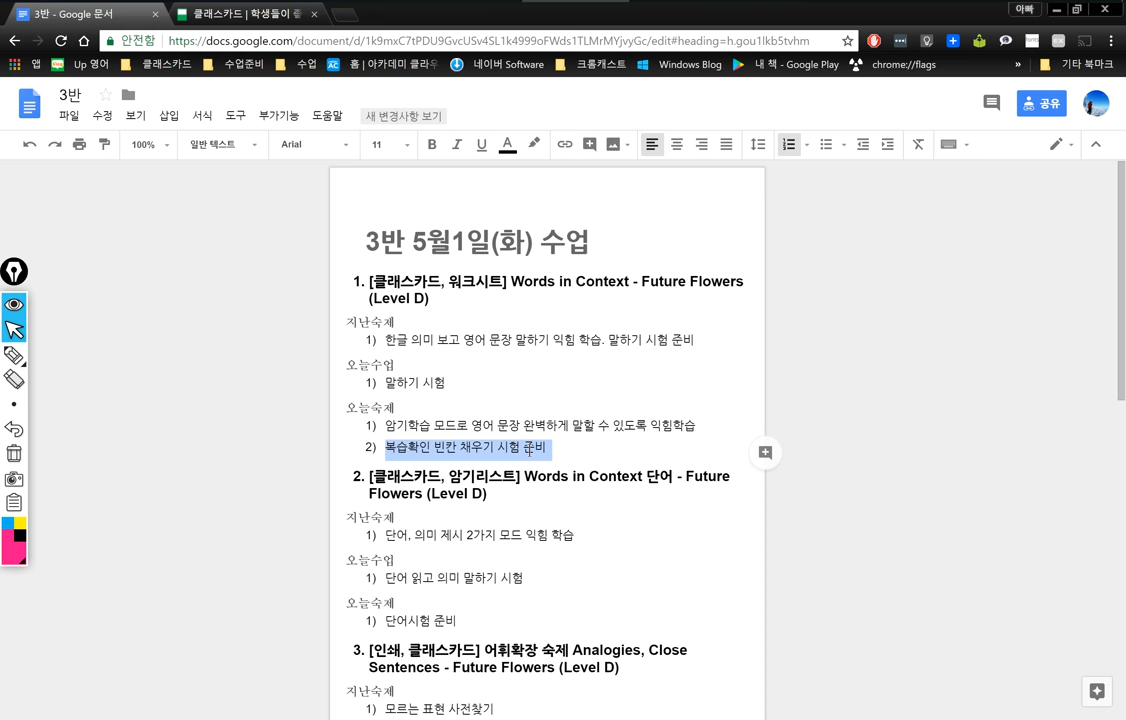 3반 - Google 문서
클래스카드 | 학생들이 즐
아빠
안전함 https://docs.google.com/document/d/1k9mxC7tPDU9GvcUSv4SL1k4999oFWds1TLMrMYjvyGc/edit#heading=h.gou1lkb5tvhm
앱 Up 영어 클래스카드 수업준비 수업 홈 | 아카데미 클라우 네이버 Software 크롬캐스트 Windows Blog 내 책 - Google Play chrome://flags » 기타 북마크
3반
파일 수정 보기 삽입 서식 도구 부가기능 도움말 새 변경사항 보기
공유
100% 일반 텍스트 Arial 11 B I U A
3반 5월1일(화) 수업
1. [클래스카드, 워크시트] Words in Context - Future Flowers
(Level D)
지난숙제
1) 한글 의미 보고 영어 문장 말하기 익힘 학습. 말하기 시험 준비
오늘수업
1) 말하기 시험
오늘숙제
1) 암기학습 모드로 영어 문장 완벽하게 말할 수 있도록 익힘학습
2) 복습확인 빈칸 채우기 시험 준비
2. [클래스카드, 암기리스트] Words in Context 단어 - Future
Flowers (Level D)
지난숙제
1) 단어, 의미 제시 2가지 모드 익힘 학습
오늘수업
1) 단어 읽고 의미 말하기 시험
오늘숙제
1) 단어시험 준비
3. [인쇄, 클래스카드] 어휘확장 숙제 Analogies, Close
Sentences - Future Flowers (Level D)
지난숙제
1) 모르는 표현 사전찾기